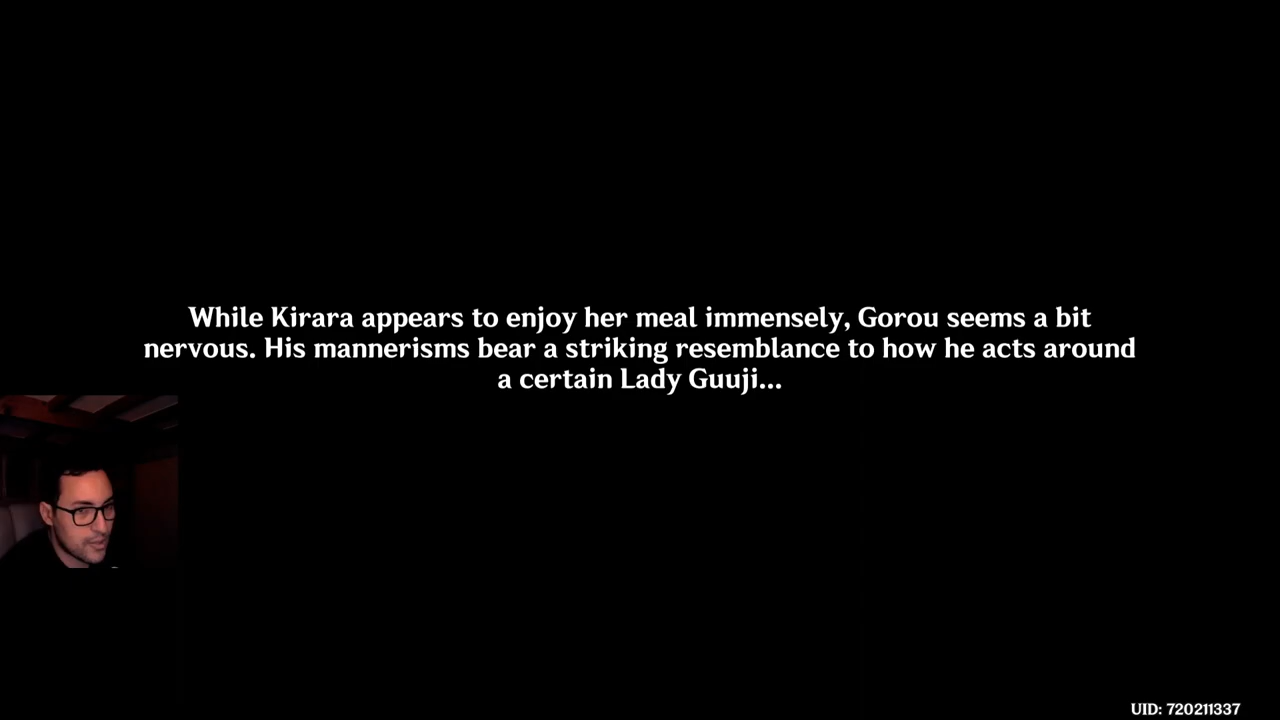 While Kirara appears to enjoy her meal immensely, Gorou seems a bit
nervous. His mannerisms bear a striking resemblance to how he acts around
a certain Lady Guuji...
UID: 720211337